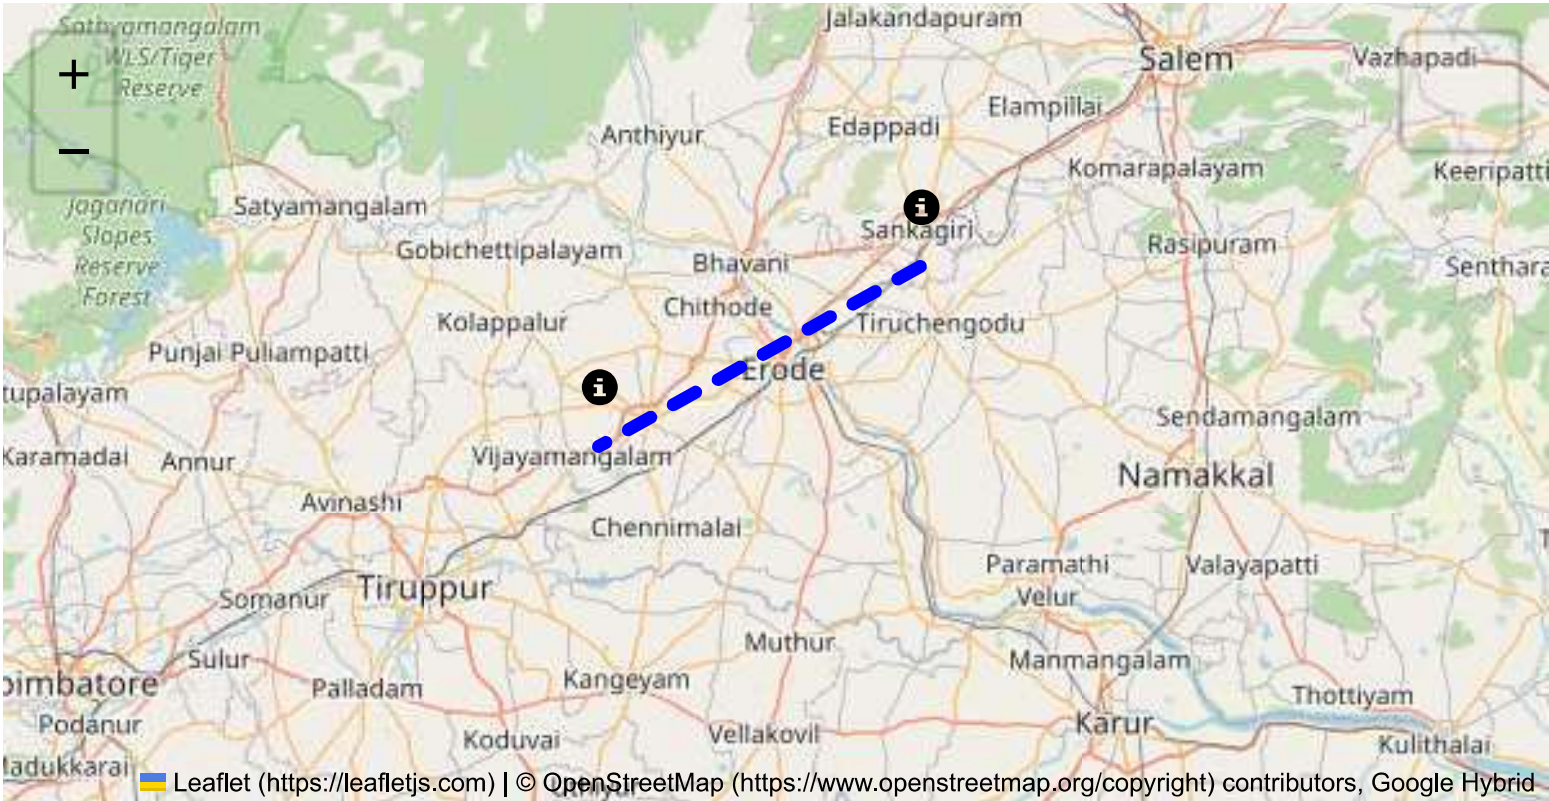 Jalakandapuram
Sathyamangalam
WLS/Tiger
Reserve
Salem
Vazhapadi
+
Elampillai
Anthiyur
Edappadi
−
Komarapalayam
Keeripatti
Satyamangalam
Jaganari
Slopes
Reserve
Forest
Sankagiri
Gobichettipalayam
Bhavani
Rasipuram
Senthara
Chithode
Kolappalur
Tiruchengodu
Punjai Puliampatti
Erode
tupalayam
Sendamangalam
Karamadai
Annur
Vijayamangalam
Namakkal
Avinashi
Chennimalai
Paramathi
Valayapatti
Tiruppur
Somanur
Velur
Muthur
Sulur
Manmangalam
oimbatore
Palladam
Kangeyam
Thottiyam
Podanur
Karur
Koduvai
Vellakovil
Kulithalai
Madukkarai
Leaflet (https://leafletjs.com) | © OpenStreetMap (https://www.openstreetmap.org/copyright) contributors, Google Hybrid